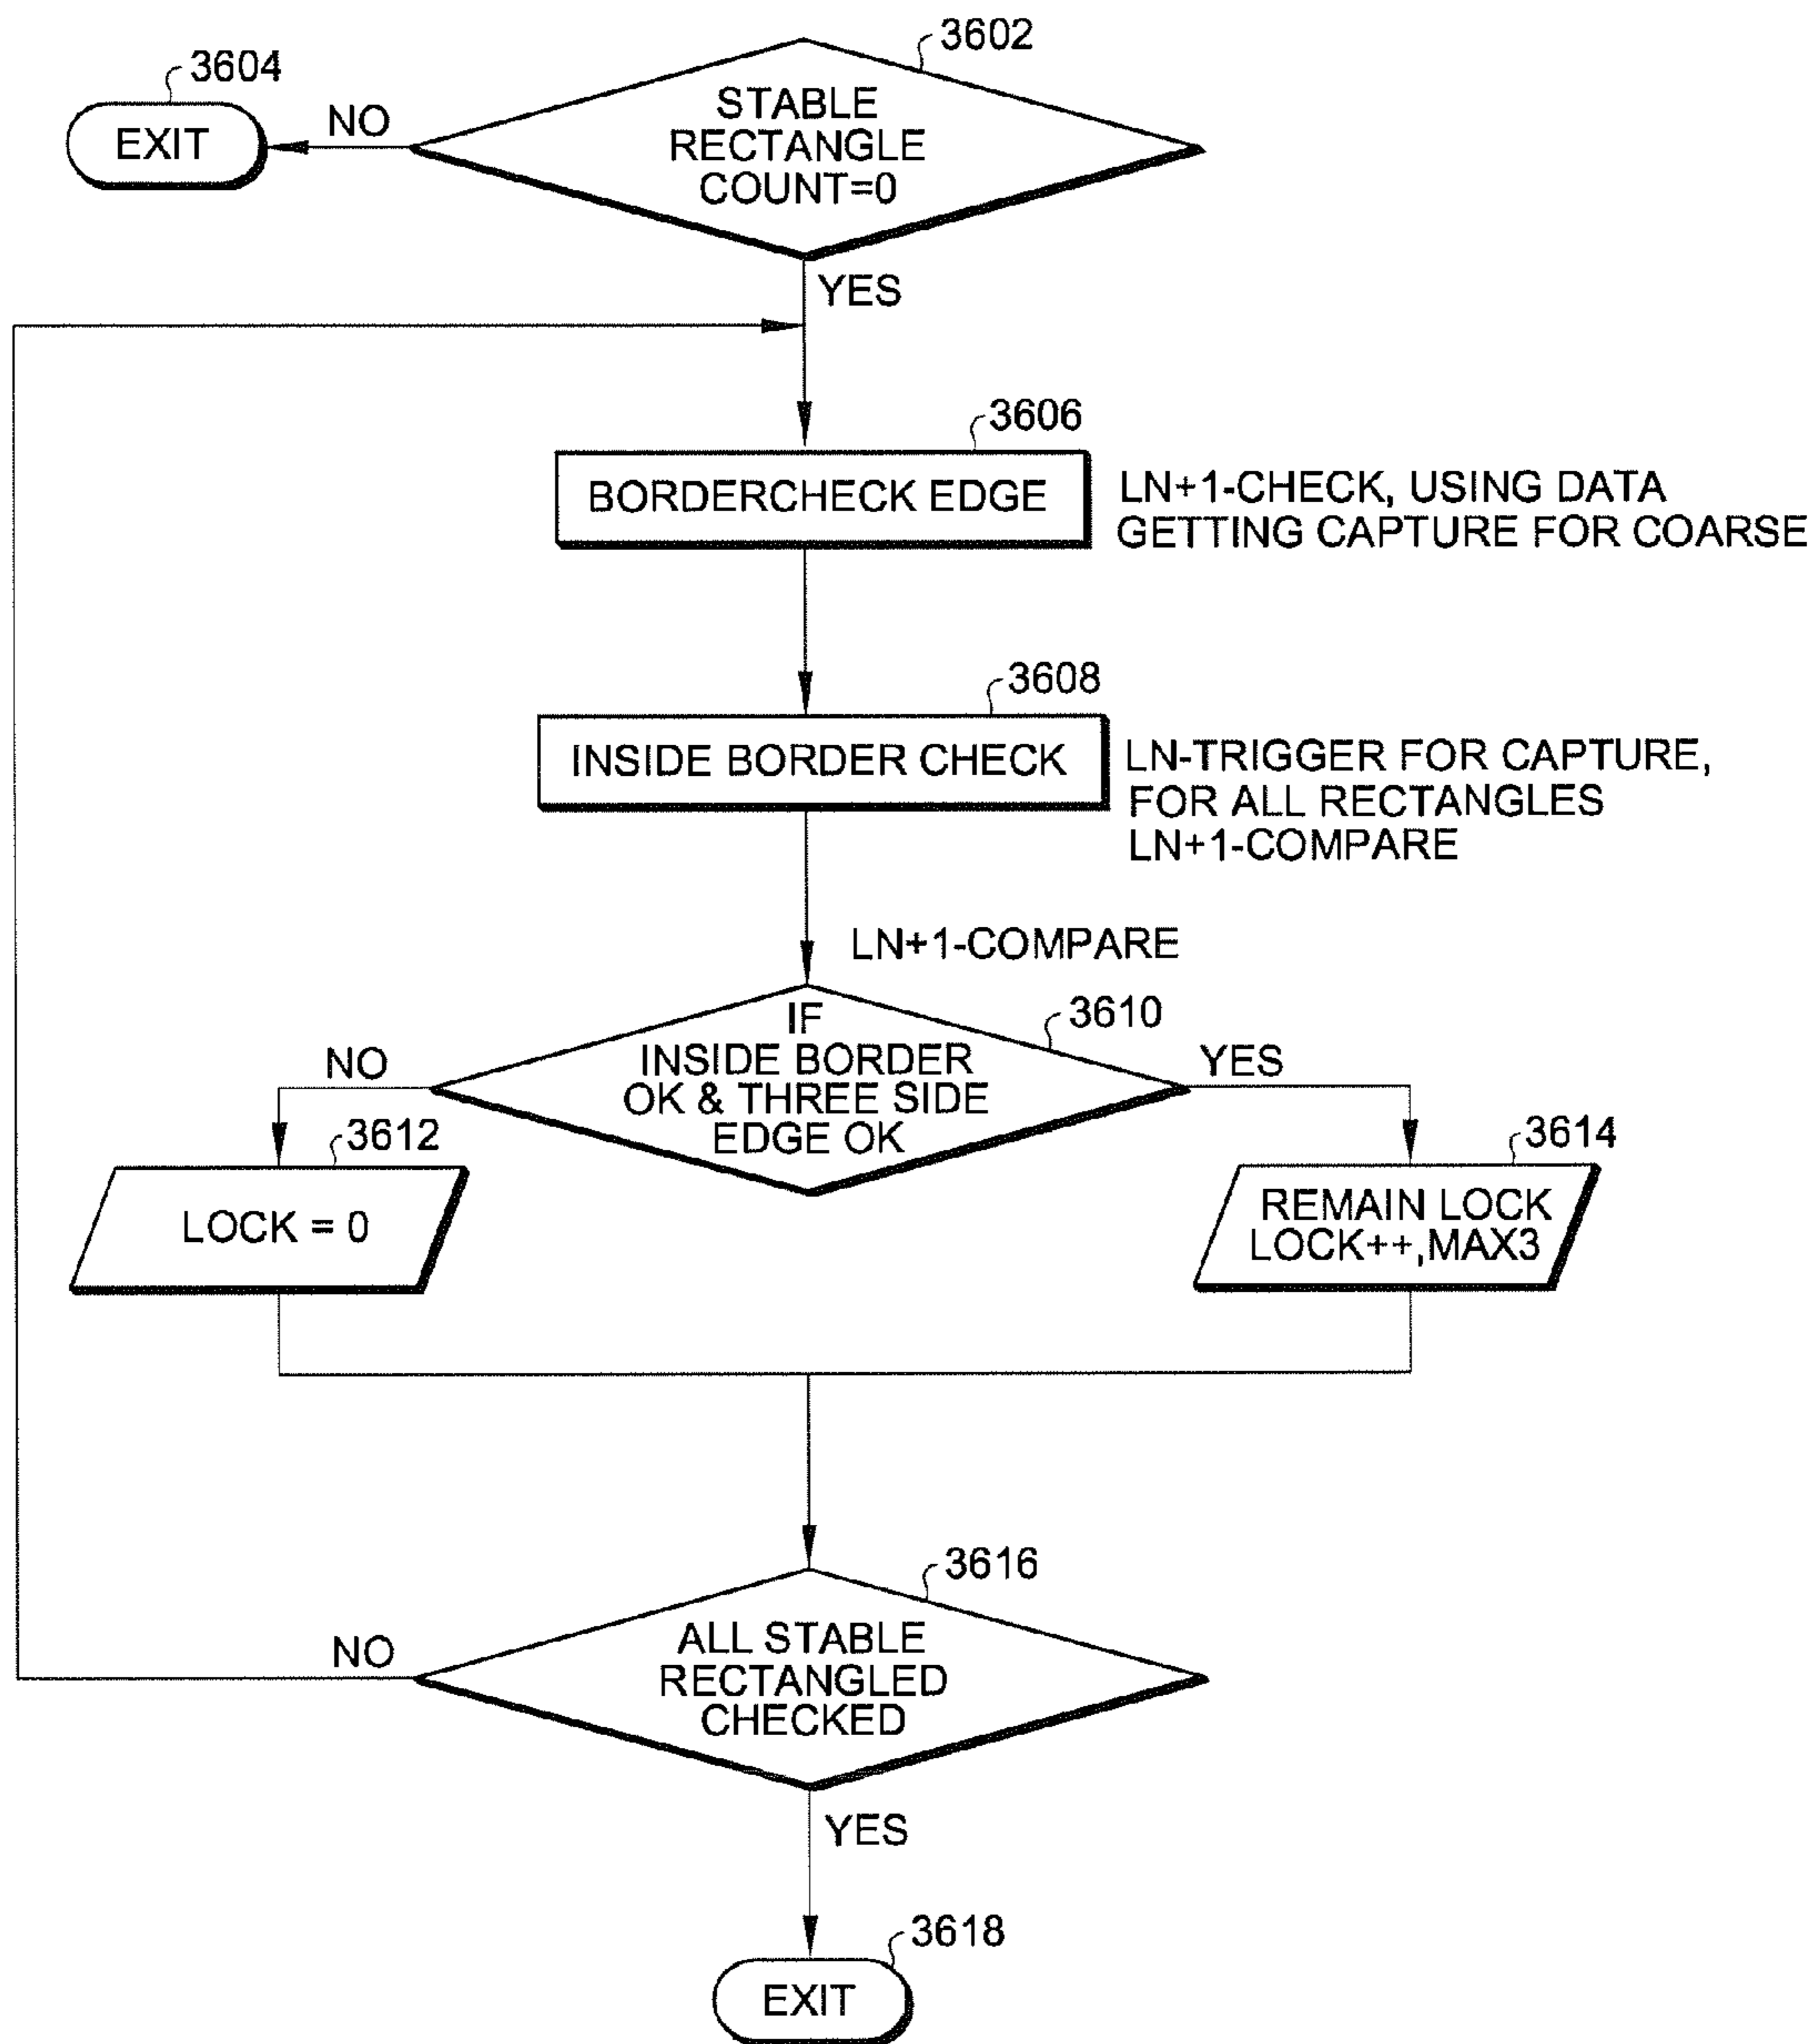 3602
3604
STABLE
RECTANGLE
COUNT=0
NO
EXIT
YES
3606
BORDERCHECK EDGE
LN+1-CHECK, USING DATA
GETTING CAPTURE FOR COARSE
3608
INSIDE BORDER CHECK
LN-TRIGGER FOR CAPTURE,
FOR ALL RECTANGLES
LN+1-COMPARE
LN+1-COMPARE
3610
IF
INSIDE BORDER
OK & THREE SIDE
EDGE OK
NO
YES
3612
LOCK = 0
3614
REMAIN LOCK
LOCK++,MAX3
3616
ALL STABLE
RECTANGLED
CHECKED
NO
YES
3618
EXIT